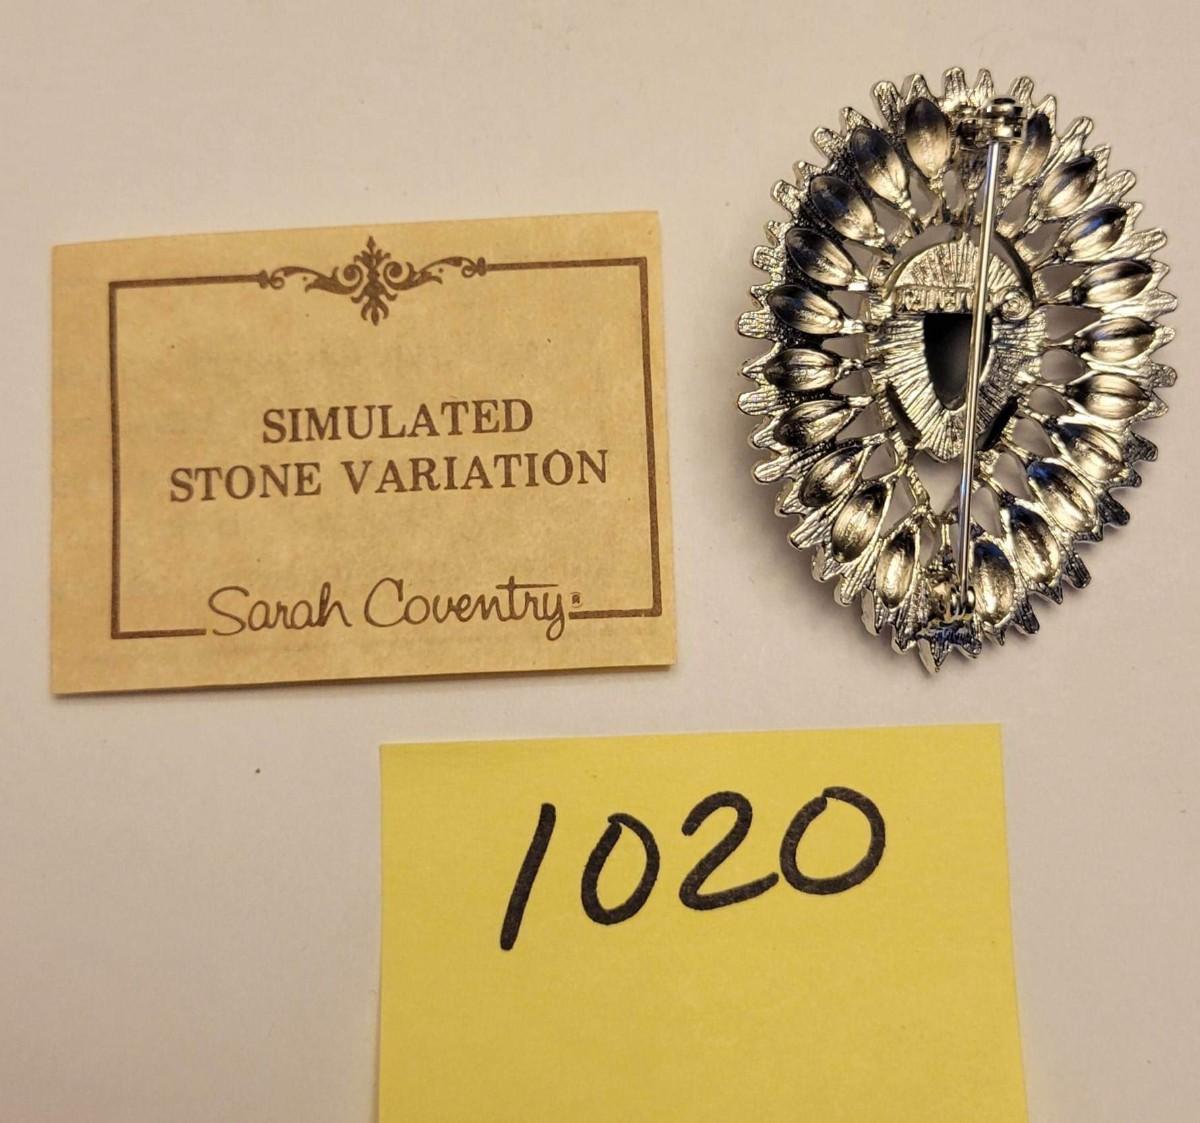 SIMULATED
STONE VARIATION
Sarah Coventry®
1020